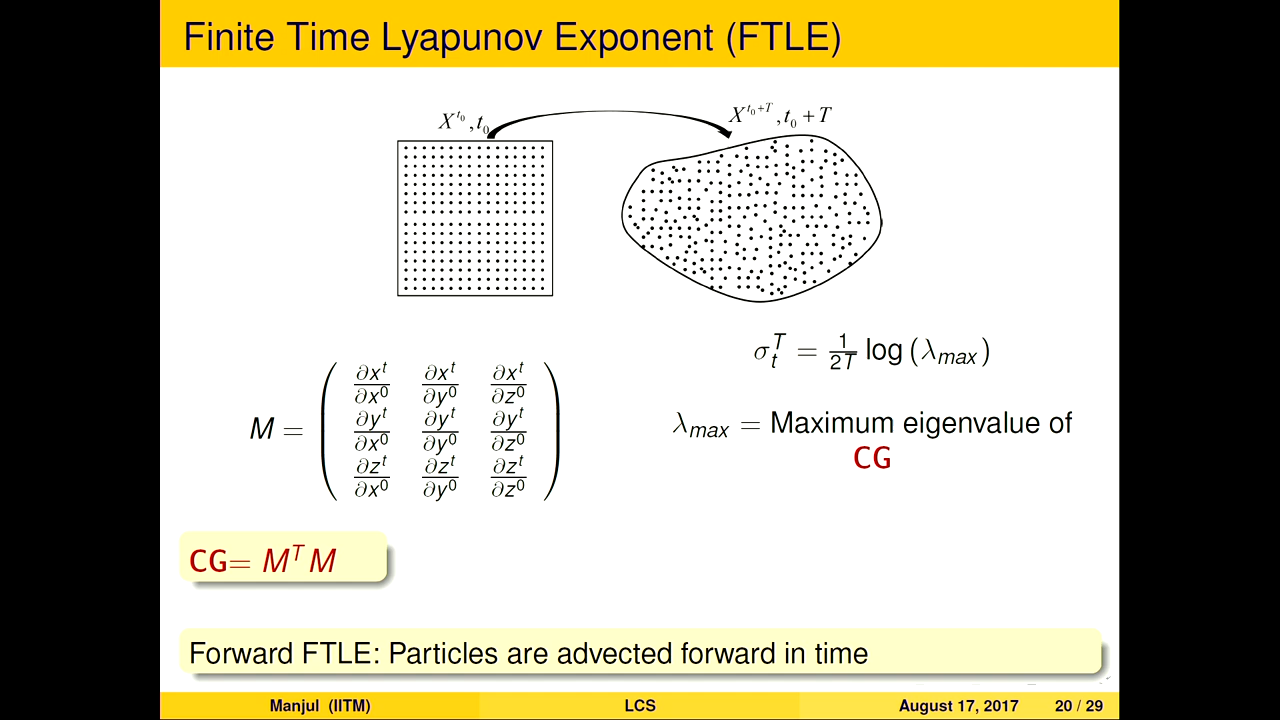 Finite Time Lyapunov Exponent (FTLE)
X^{t_0}, t_0
X^{t_0+T}, t_0 + T
σ_t^T = 1/2T log (λ_max)
M = ( ∂x^t/∂x^0 ∂x^t/∂y^0 ∂x^t/∂z^0
∂y^t/∂x^0 ∂y^t/∂y^0 ∂y^t/∂z^0
∂z^t/∂x^0 ∂z^t/∂y^0 ∂z^t/∂z^0 )
λ_max = Maximum eigenvalue of
CG
CG= M^T M
Forward FTLE: Particles are advected forward in time
Manjul (IITM) LCS August 17, 2017 20 / 29